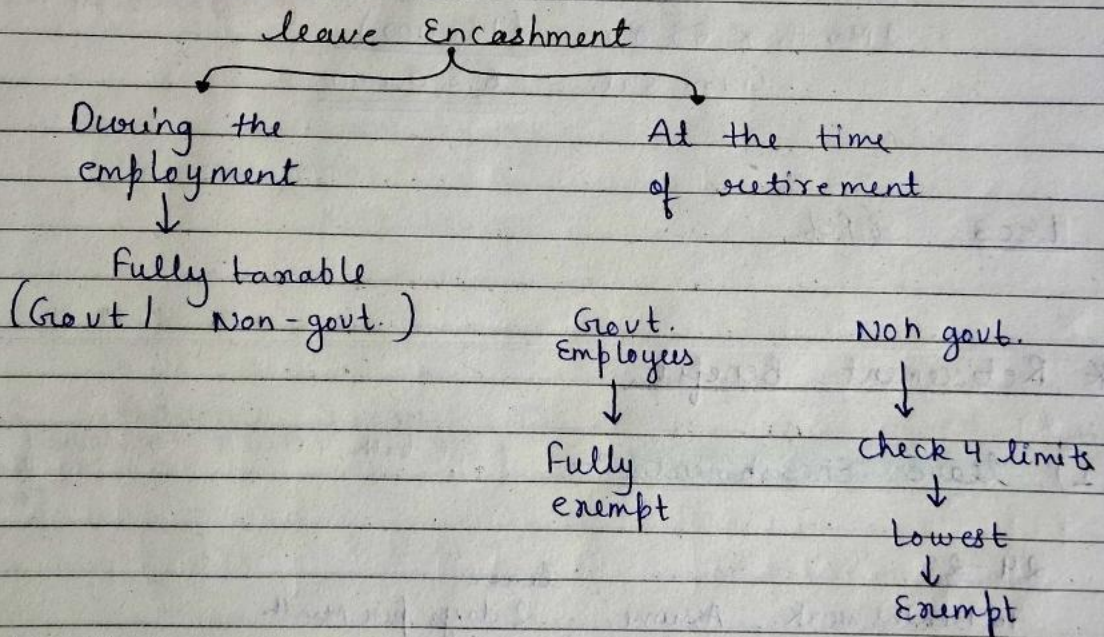 leave Encashment
During the
employment
At the time
of retirement
Fully taxable
(Govt / Non-govt.)
Govt.
Employees
Non govt.
Fully
exempt
Check 4 limits
Lowest
Exempt